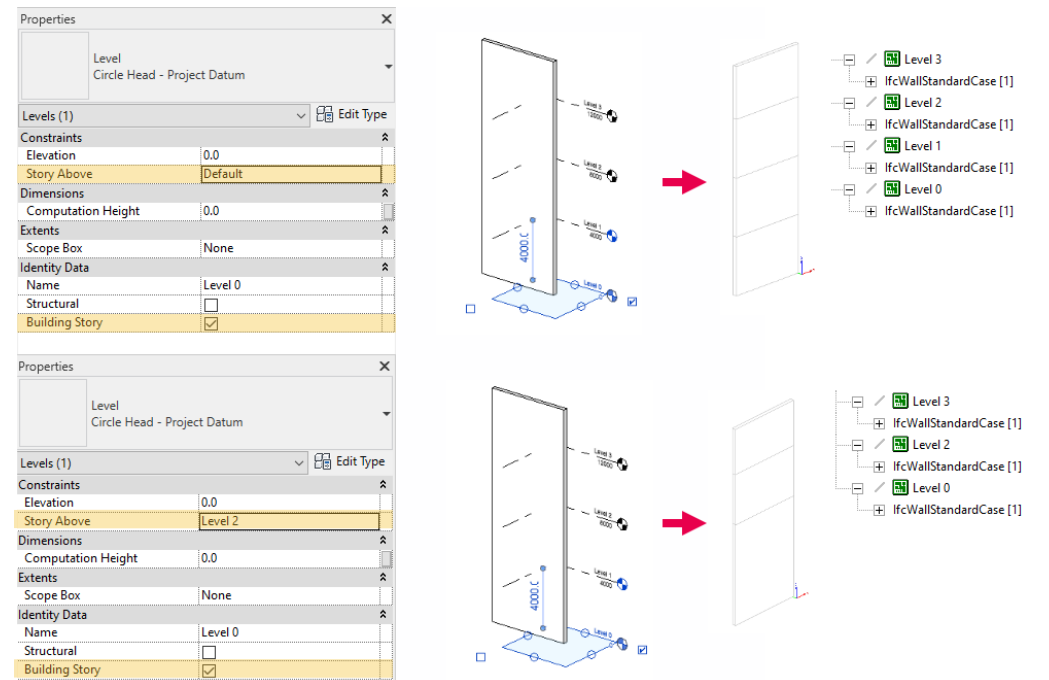 Properties
Level
Circle Head - Project Datum
Levels (1)
Edit Type
Constraints
Elevation 0.0
Story Above Default
Dimensions
Computation Height 0.0
Extents
Scope Box None
Identity Data
Name Level 0
Structural
Building Story
Level 3
12000
Level 2
8000
Level 1
4000
4000.0
Level 0
Level 3
IfcWallStandardCase [1]
Level 2
IfcWallStandardCase [1]
Level 1
IfcWallStandardCase [1]
Level 0
IfcWallStandardCase [1]
Properties
Level
Circle Head - Project Datum
Levels (1)
Edit Type
Constraints
Elevation 0.0
Story Above Level 2
Dimensions
Computation Height 0.0
Extents
Scope Box None
Identity Data
Name Level 0
Structural
Building Story
Level 3
12000
Level 2
8000
Level 1
4000
4000.0
Level 0
Level 3
IfcWallStandardCase [1]
Level 2
IfcWallStandardCase [1]
Level 0
IfcWallStandardCase [1]